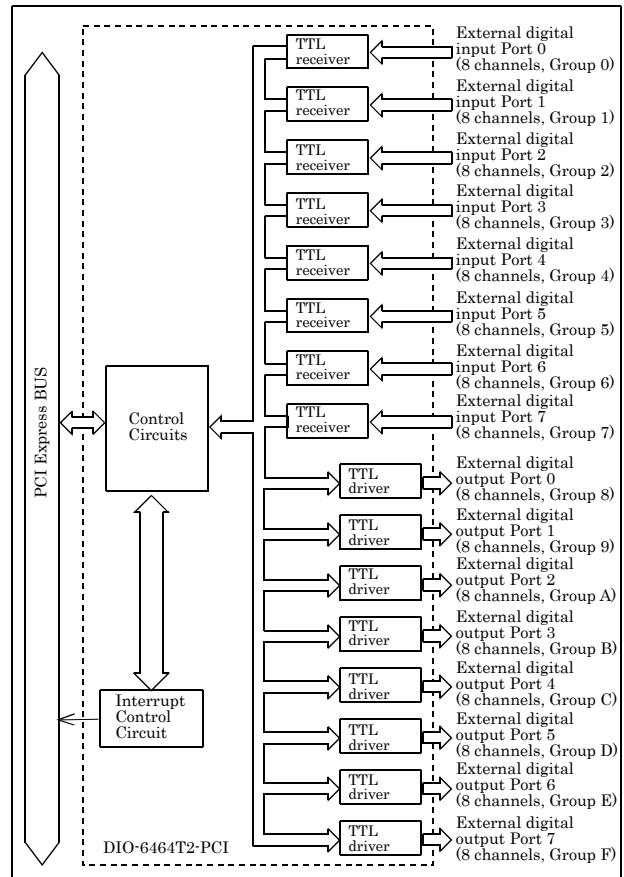 TTL
receiver
External digital
input Port 0
(8 channels, Group 0)
TTL
receiver
External digital
input Port 1
(8 channels, Group 1)
TTL
receiver
External digital
input Port 2
(8 channels, Group 2)
TTL
receiver
External digital
input Port 3
(8 channels, Group 3)
TTL
receiver
External digital
input Port 4
(8 channels, Group 4)
TTL
receiver
External digital
input Port 5
(8 channels, Group 5)
TTL
receiver
External digital
input Port 6
(8 channels, Group 6)
TTL
receiver
External digital
input Port 7
(8 channels, Group 7)
PCI Express BUS
Control
Circuits
TTL
driver
External digital
output Port 0
(8 channels, Group 8)
TTL
driver
External digital
output Port 1
(8 channels, Group 9)
TTL
driver
External digital
output Port 2
(8 channels, Group A)
TTL
driver
External digital
output Port 3
(8 channels, Group B)
TTL
driver
External digital
output Port 4
(8 channels, Group C)
Interrupt
Control
Circuit
TTL
driver
External digital
output Port 5
(8 channels, Group D)
TTL
driver
External digital
output Port 6
(8 channels, Group E)
TTL
driver
External digital
output Port 7
(8 channels, Group F)
DIO-6464T2-PCI